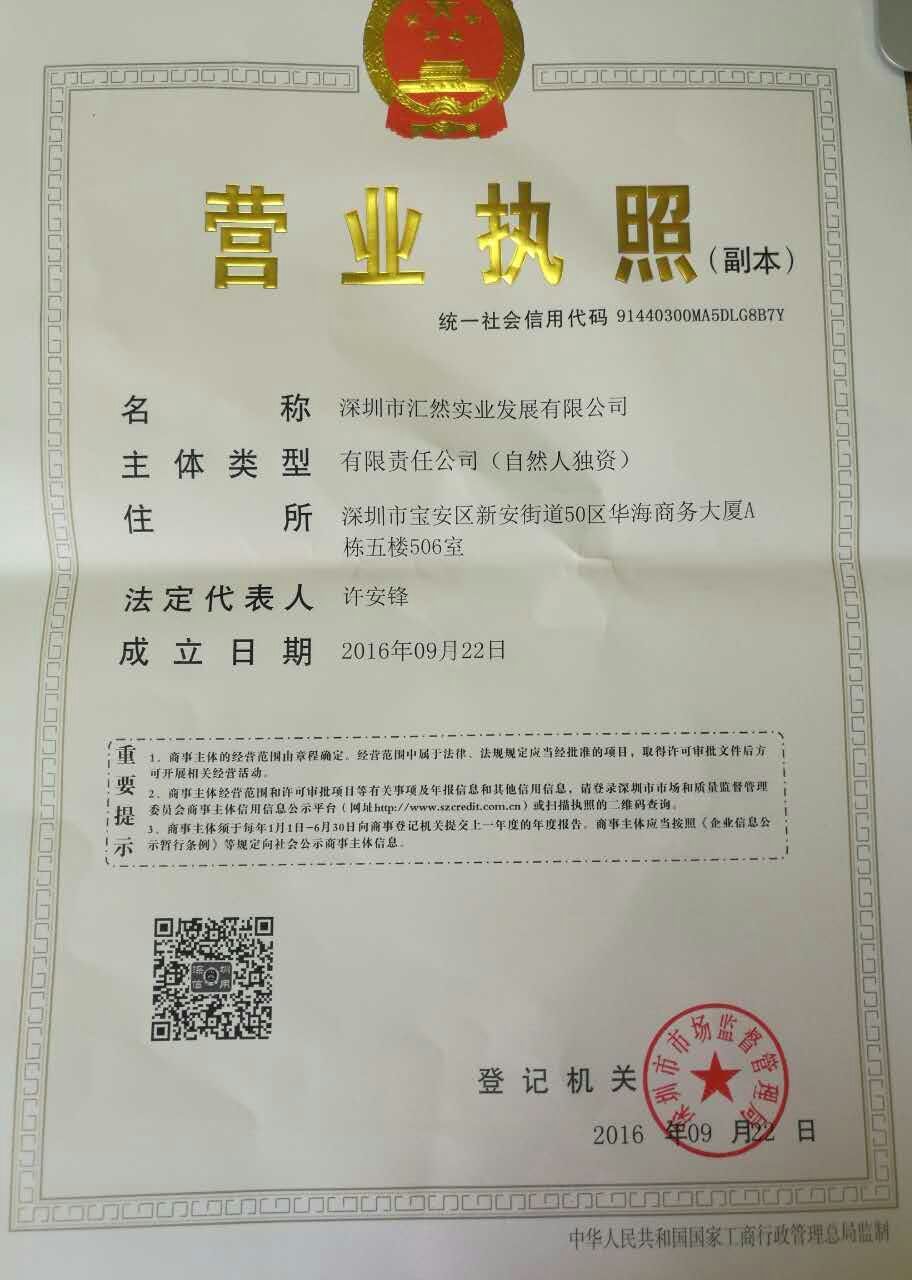 营业执照(副本)
统一社会信用代码 91440300MA5DLG8B7Y
名称 深圳市汇然实业发展有限公司
主体类型 有限责任公司（自然人独资）
住所 深圳市宝安区新安街道50区华海商务大厦A
栋五楼506室
法定代表人 许安锋
成立日期 2016年09月22日
重要提示
1．商事主体的经营范围由章程确定。经营范围中属于法律、法规规定应当经批准的项目，取得许可审批文件后方
可开展相关经营活动。
2．商事主体经营范围和许可审批项目等有关事项及年报信息和其他信用信息，请登录深圳市市场和质量监督管理
委员会商事主体信用信息公示平台（网址http://www.szcredit.com.cn）或扫描执照的二维码查询。
3．商事主体须于每年1月1日-6月30日向商事登记机关提交上一年度的年度报告。商事主体应当按照《企业信息公
示暂行条例》等规定向社会公示商事主体信息。
深圳
信用
登记机关
深圳市市场监督管理局
2016 年09 月22 日
中华人民共和国国家工商行政管理总局监制